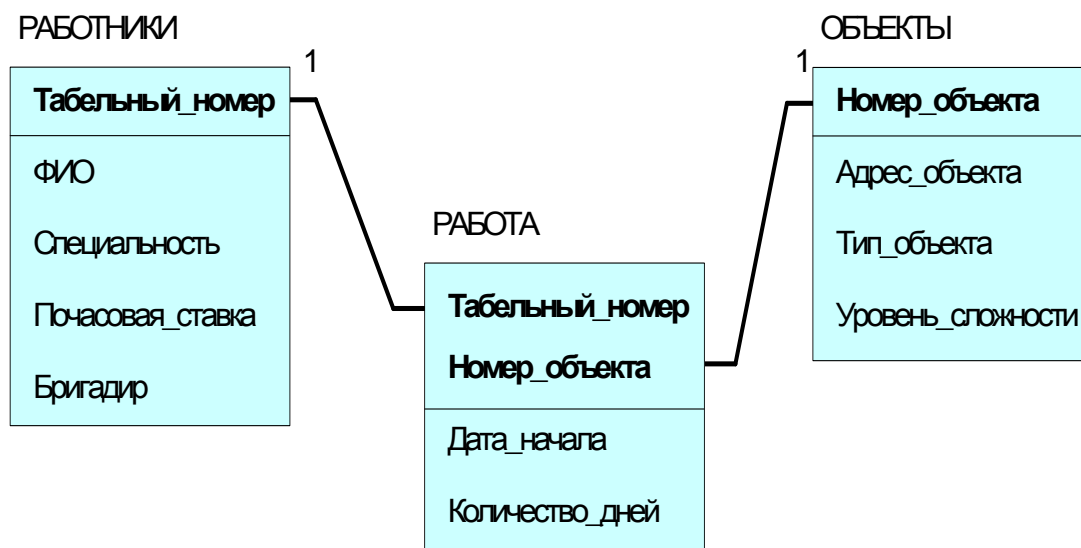 РАБОТНИКИ
1
Табельный_номер
ФИО
Специальность
Почасовая_ставка
Бригадир
РАБОТА
Табельный_номер
Номер_объекта
Дата_начала
Количество_дней
ОБЪЕКТЫ
1
Номер_объекта
Адрес_объекта
Тип_объекта
Уровень_сложности